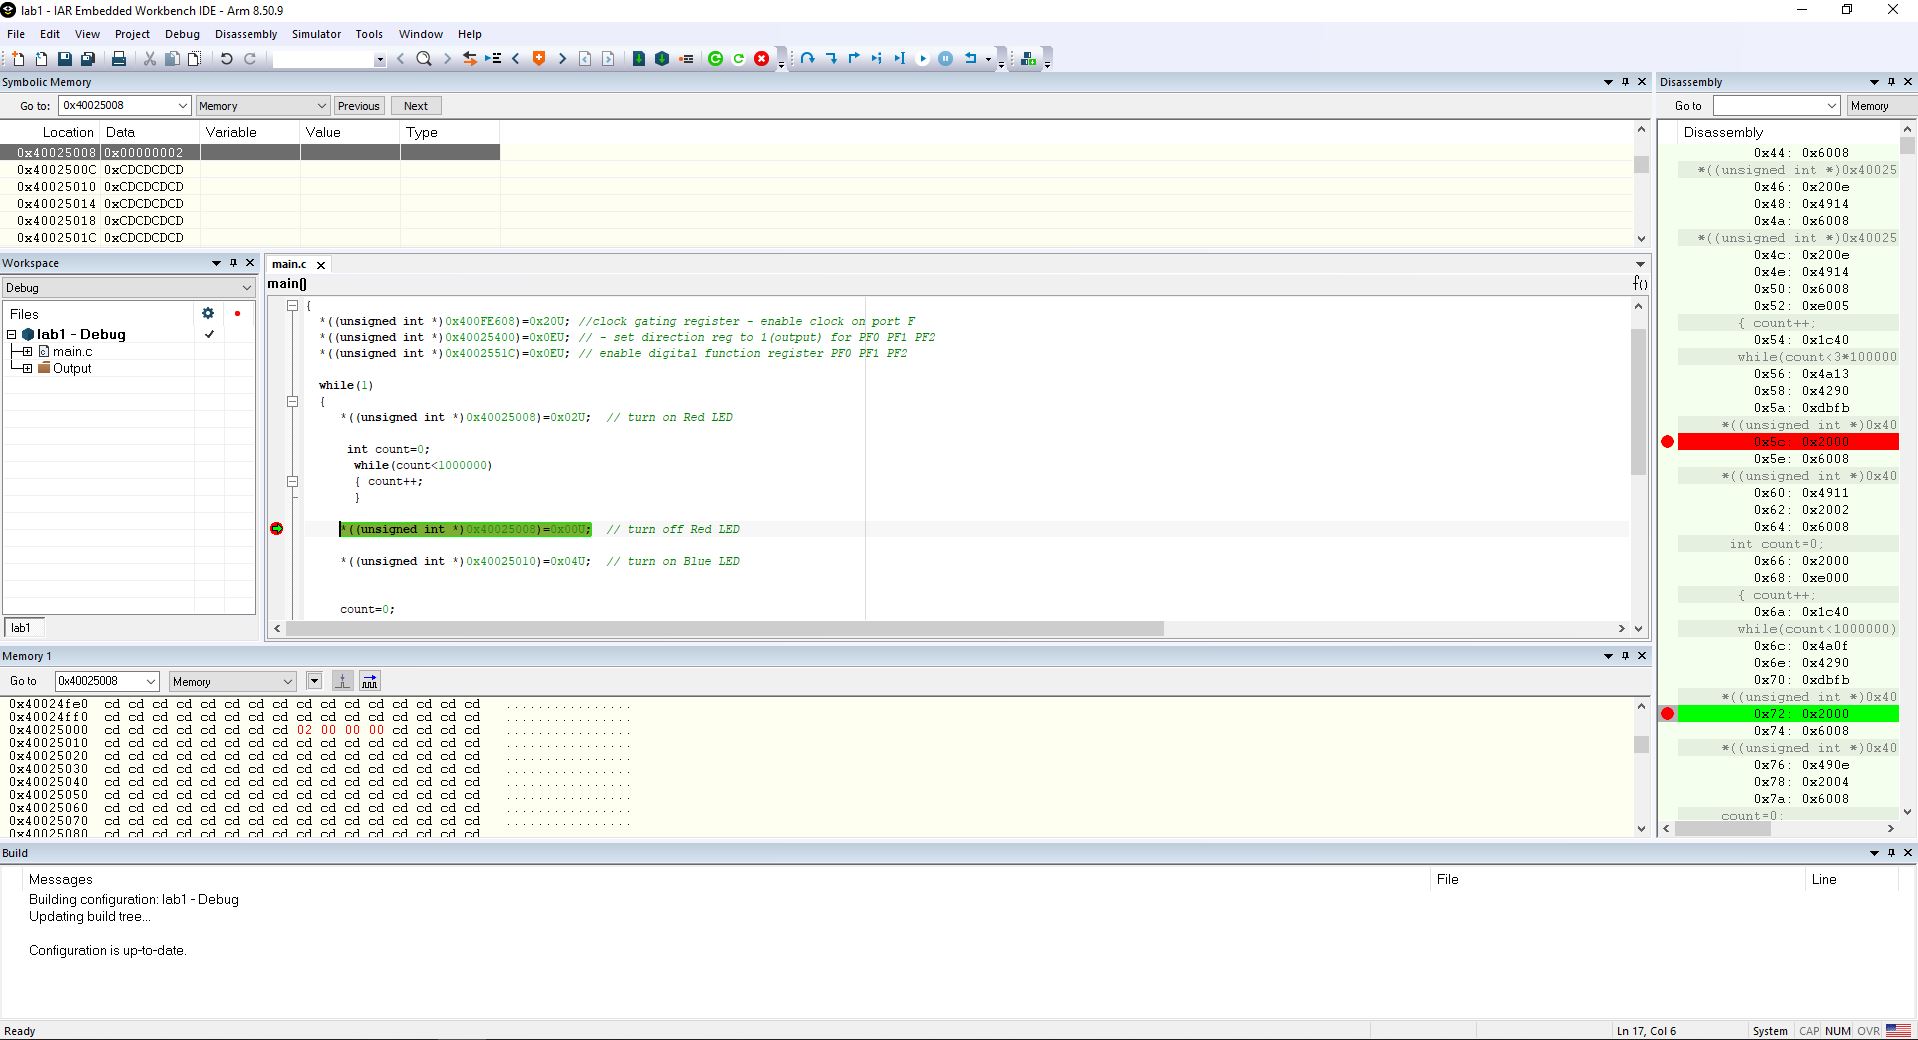 lab1 - IAR Embedded Workbench IDE - Arm 8.50.9
File Edit View Project Debug Disassembly Simulator Tools Window Help
Symbolic Memory
Go to: 0x40025008 Memory Previous Next
Location Data Variable Value Type
0x40025008 0x00000002
0x4002500C 0xCDCDCDCD
0x40025010 0xCDCDCDCD
0x40025014 0xCDCDCDCD
0x40025018 0xCDCDCDCD
0x4002501C 0xCDCDCDCD
Workspace
Debug
Files
lab1 - Debug
main.c
Output
lab1
main.c
main()
f()
{
*((unsigned int *)0x400FE608)=0x20U; //clock gating register - enable clock on port F
*((unsigned int *)0x40025400)=0x0EU; // - set direction reg to 1(output) for PF0 PF1 PF2
*((unsigned int *)0x4002551C)=0x0EU; // enable digital function register PF0 PF1 PF2
while(1)
{
*((unsigned int *)0x40025008)=0x02U; // turn on Red LED
int count=0;
while(count<1000000)
{ count++;
}
*((unsigned int *)0x40025008)=0x00U; // turn off Red LED
*((unsigned int *)0x40025010)=0x04U; // turn on Blue LED
count=0;
Memory 1
Go to 0x40025008 Memory
0x40024fe0 cd cd cd cd cd cd cd cd cd cd cd cd cd cd cd cd ................
0x40024ff0 cd cd cd cd cd cd cd cd cd cd cd cd cd cd cd cd ................
0x40025000 cd cd cd cd cd cd cd cd 02 00 00 00 cd cd cd cd ................
0x40025010 cd cd cd cd cd cd cd cd cd cd cd cd cd cd cd cd ................
0x40025020 cd cd cd cd cd cd cd cd cd cd cd cd cd cd cd cd ................
0x40025030 cd cd cd cd cd cd cd cd cd cd cd cd cd cd cd cd ................
0x40025040 cd cd cd cd cd cd cd cd cd cd cd cd cd cd cd cd ................
0x40025050 cd cd cd cd cd cd cd cd cd cd cd cd cd cd cd cd ................
0x40025060 cd cd cd cd cd cd cd cd cd cd cd cd cd cd cd cd ................
0x40025070 cd cd cd cd cd cd cd cd cd cd cd cd cd cd cd cd ................
0x40025080 cd cd cd cd cd cd cd cd cd cd cd cd cd cd cd cd
Disassembly
Go to Memory
Disassembly
0x44: 0x6008
*((unsigned int *)0x40025
0x46: 0x200e
0x48: 0x4914
0x4a: 0x6008
*((unsigned int *)0x40025
0x4c: 0x200e
0x4e: 0x4914
0x50: 0x6008
0x52: 0xe005
{ count++;
0x54: 0x1c40
while(count<3*100000
0x56: 0x4a13
0x58: 0x4290
0x5a: 0xdbfb
*((unsigned int *)0x40
0x5c: 0x2000
0x5e: 0x6008
*((unsigned int *)0x40
0x60: 0x4911
0x62: 0x2002
0x64: 0x6008
int count=0;
0x66: 0x2000
0x68: 0xe000
{ count++;
0x6a: 0x1c40
while(count<1000000)
0x6c: 0x4a0f
0x6e: 0x4290
0x70: 0xdbfb
*((unsigned int *)0x40
0x72: 0x2000
0x74: 0x6008
*((unsigned int *)0x40
0x76: 0x490e
0x78: 0x2004
0x7a: 0x6008
count=0;
Build
Messages File Line
Building configuration: lab1 - Debug
Updating build tree...
Configuration is up-to-date.
Ready Ln 17, Col 6 System CAP NUM OVR